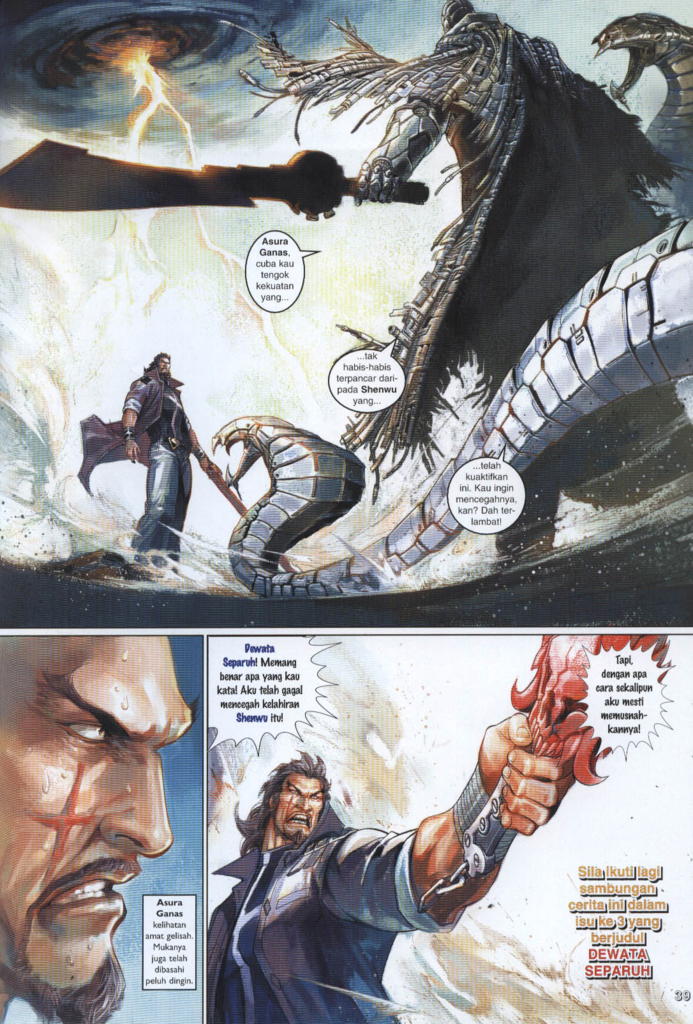 Asura
Ganas,
cuba kau
tengok
kekuatan
yang...
...tak
habis-habis
terpancar dari-
pada Shenwu
yang...
...telah
kuaktifkan
ini. Kau ingin
mencegahnya,
kan? Dah ter-
lambat!
Asura
Ganas
kelihatan
amat gelisah.
Mukanya
juga telah
dibasahi
peluh dingin.
Dewata
Separuh! Memang
benar apa yang kau
kata! Aku telah gagal
mencegah kelahiran
Shenwu itu!
Tapi,
dengan apa
cara sekalipun
aku mesti
memusnah-
kannya!
Sila ikuti lagi
sambungan
cerita ini dalam
isu ke 3 yang
berjudul
DEWATA
SEPARUH
39